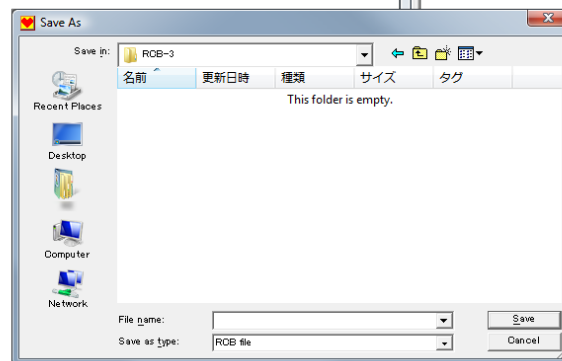 Save As
Save in:
ROB-3
名前 更新日時 種類 サイズ タグ
This folder is empty.
Recent Places
Desktop
Computer
Network
File name:
Save
Save as type:
ROB file
Cancel